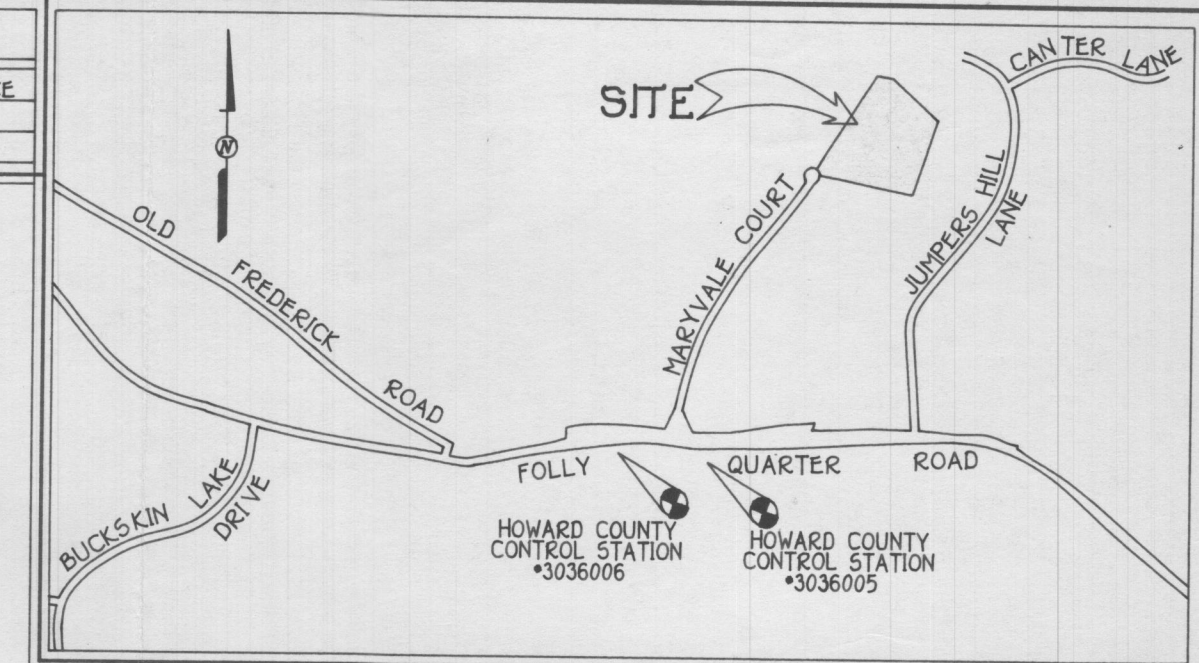 CANTER LANE
SITE
N
OLD FREDERICK ROAD
MARYVALE COURT
JUMPERS HILL
LANE
FOLLY QUARTER ROAD
BUCKSKIN LAKE
DRIVE
HOWARD COUNTY
CONTROL STATION
•3036006
HOWARD COUNTY
CONTROL STATION
•3036005